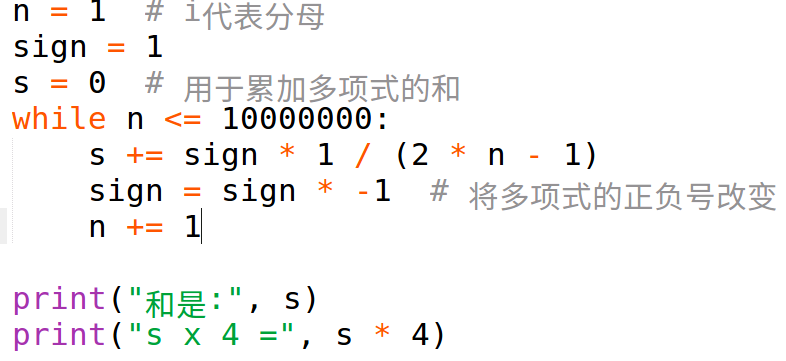 n = 1  # i代表分母
sign = 1
s = 0  # 用于累加多项式的和
while n <= 10000000:
    s += sign * 1 / (2 * n - 1)
    sign = sign * -1  # 将多项式的正负号改变
    n += 1
print("和是:", s)
print("s x 4 =", s * 4)